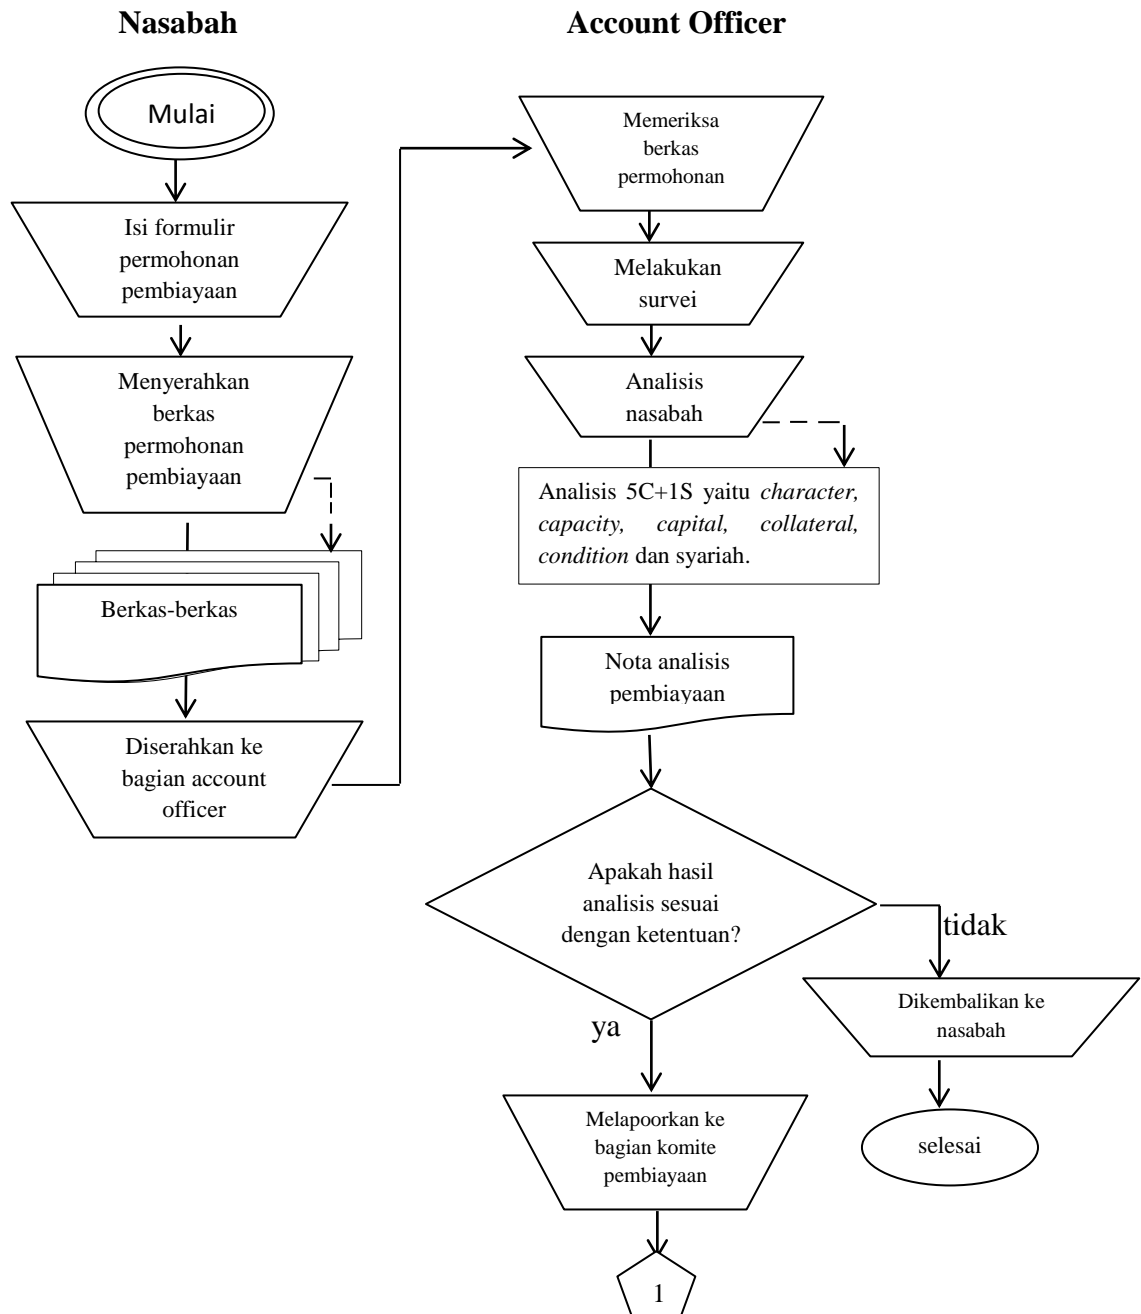 Nasabah
Mulai
Isi formulir
permohonan
pembiayaan
Menyerahkan
berkas
permohonan
pembiayaan
Berkas-berkas
Diserahkan ke
bagian account
officer
Account Officer
Memeriksa
berkas
permohonan
Melakukan
survei
Analisis
nasabah
Analisis 5C+1S yaitu character,
capacity, capital, collateral,
condition dan syariah.
Nota analisis
pembiayaan
Apakah hasil
analisis sesuai
dengan ketentuan?
tidak
Dikembalikan ke
nasabah
selesai
ya
Melapoorkan ke
bagian komite
pembiayaan
1